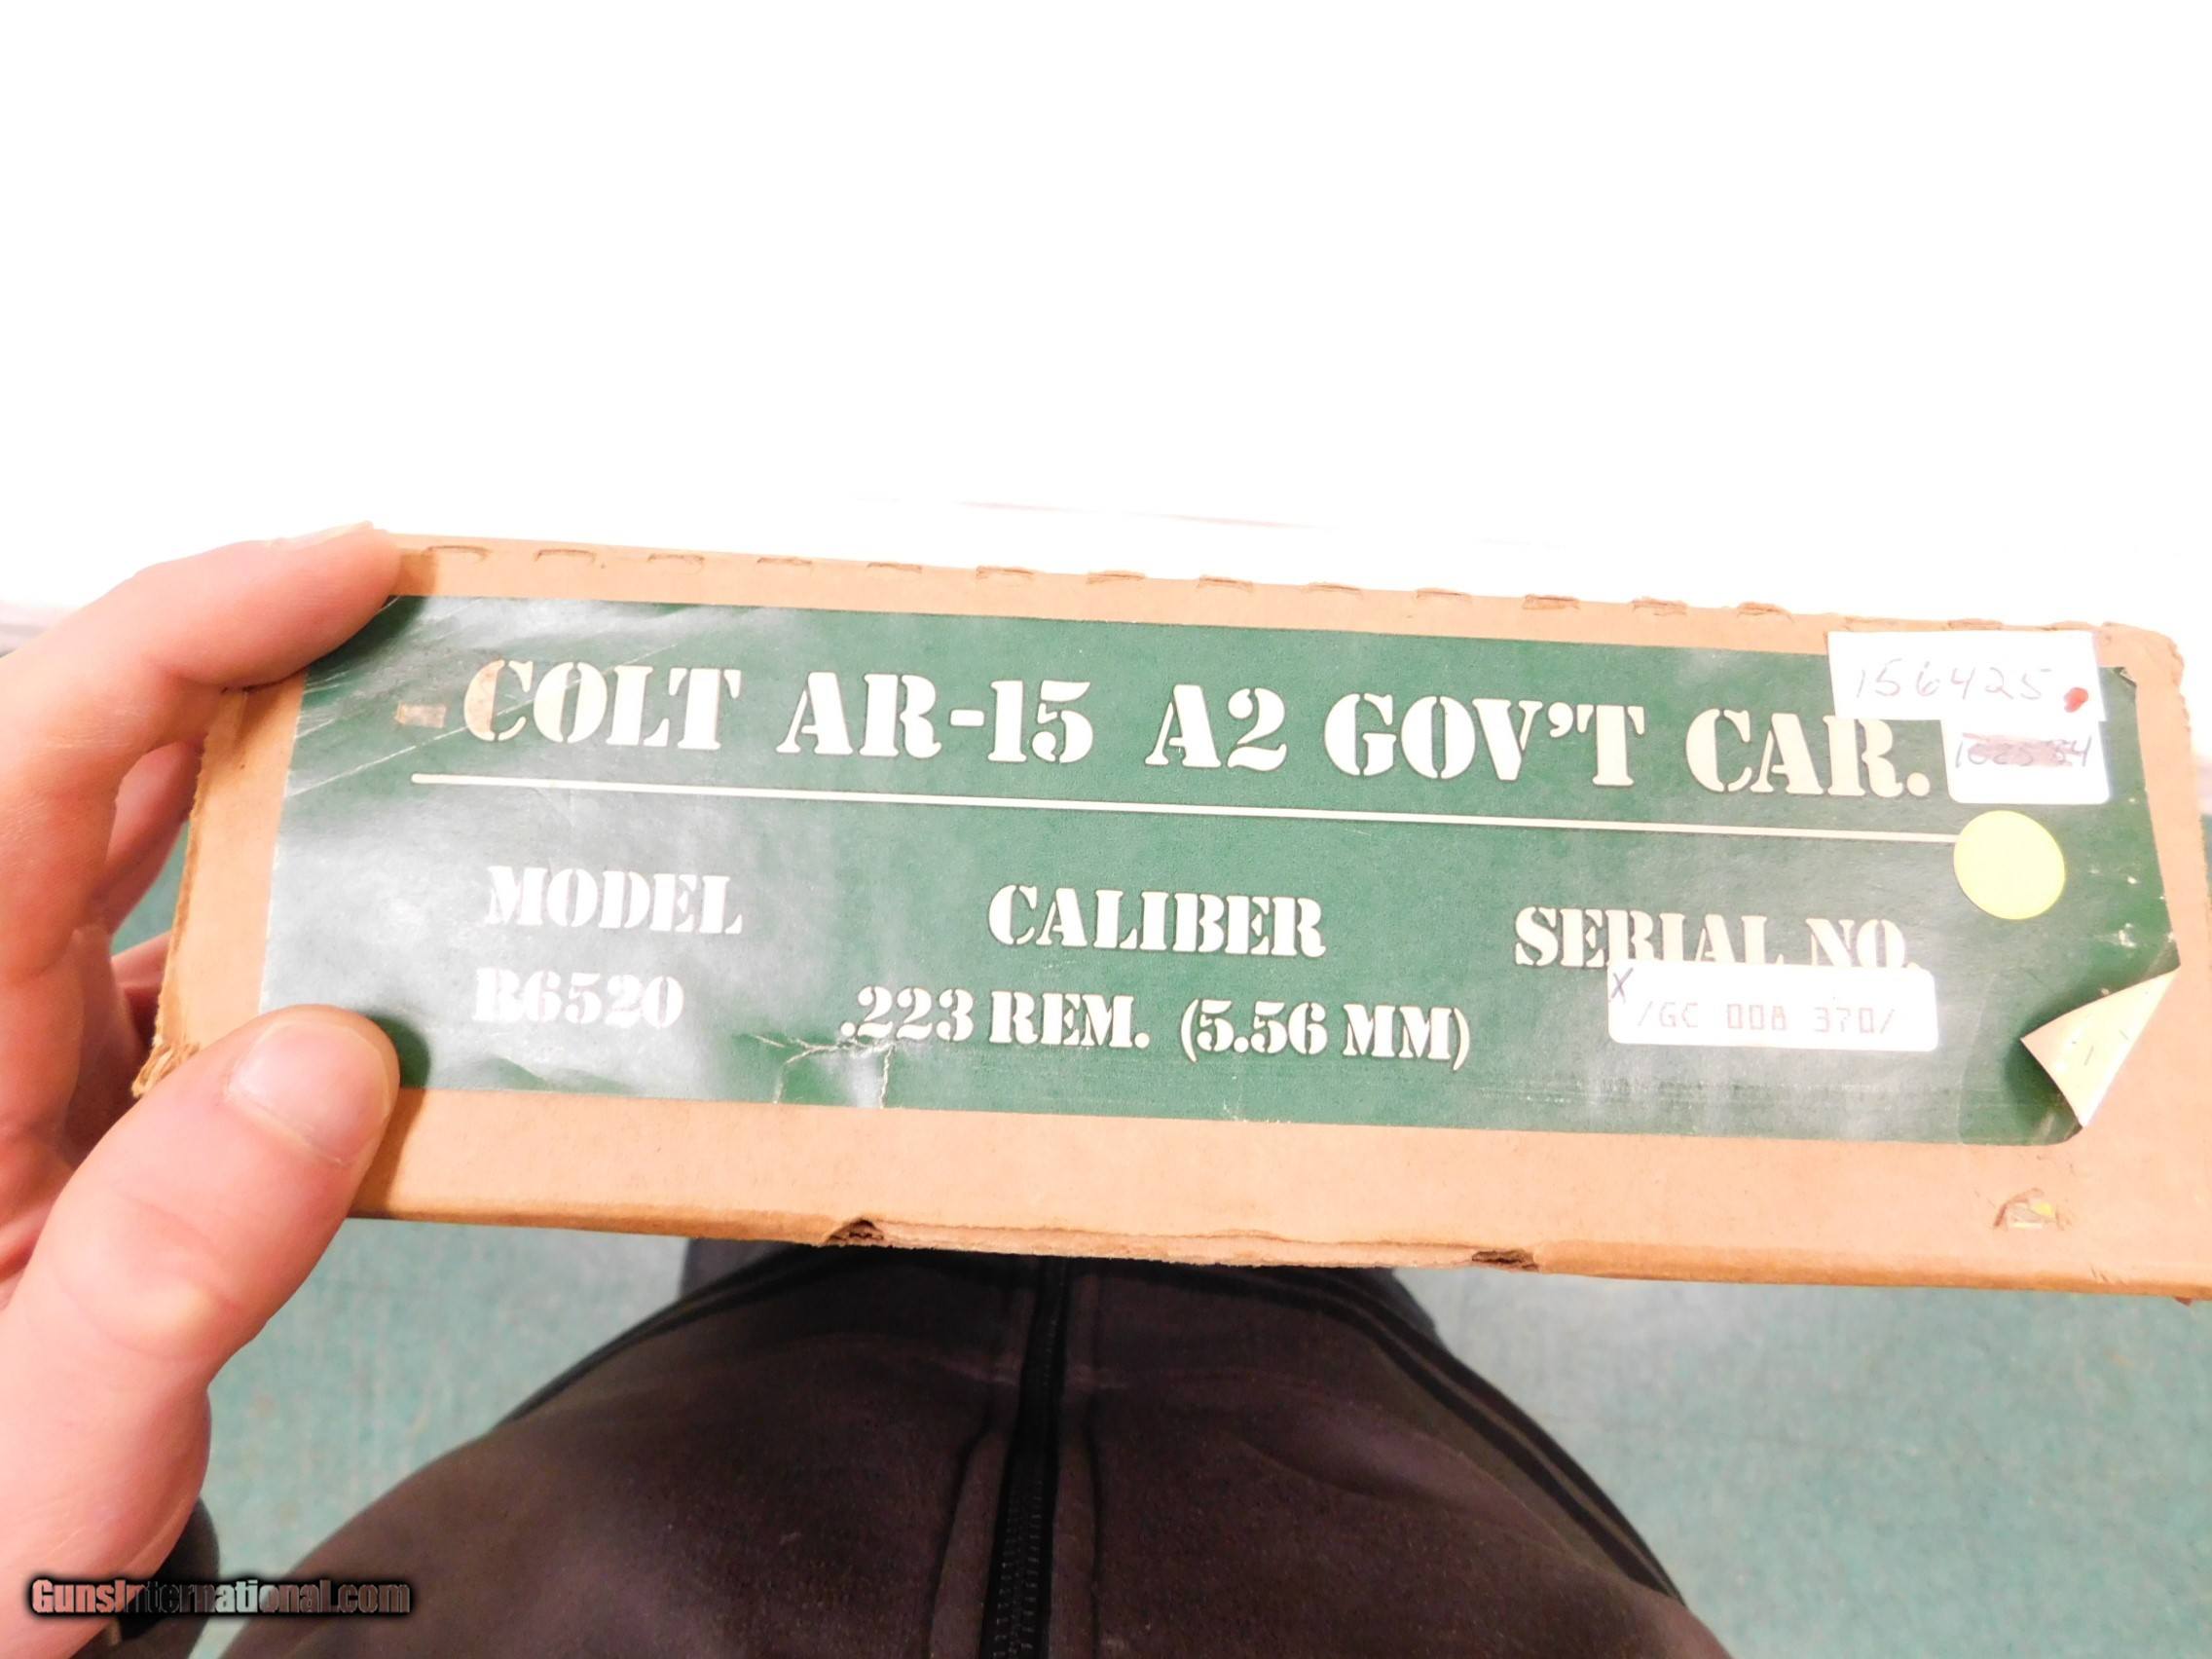 COLT AR-15 A2 GOV'T CAR.
156425
MODEL
R6520
CALIBER
.223 REM. (5.56 MM)
SERIAL NO.
X
/GC 008 370/
GunsInternational.com